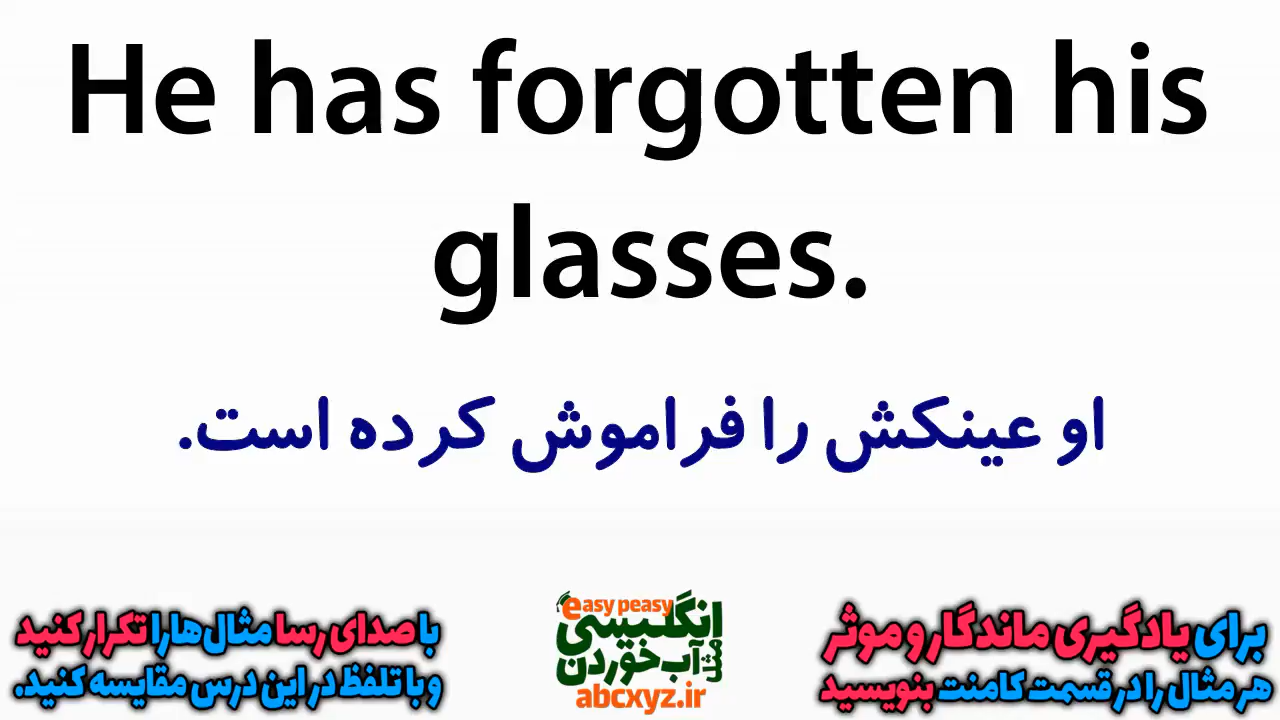 He has forgotten his
glasses.
او عینکش را فراموش کرده است.
برای یادگیری ماندگار و موثر
هر مثال را در قسمت کامنت بنویسید
easy peasy
انگلیسی
مثل آب خوردن
abcxyz.ir
با صدای رسا مثال‌ها را تکرار کنید
و با تلفظ در این درس مقایسه کنید.